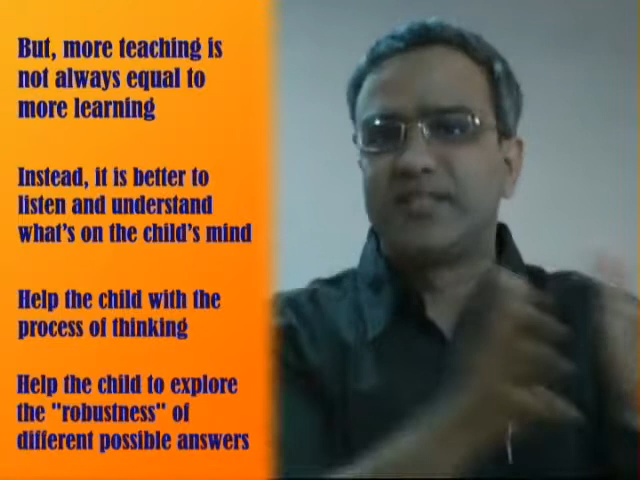 But, more teaching is
not always equal to
more learning
Instead, it is better to
listen and understand
what's on the child's mind
Help the child with the
process of thinking
Help the child to explore
the "robustness" of
different possible answers